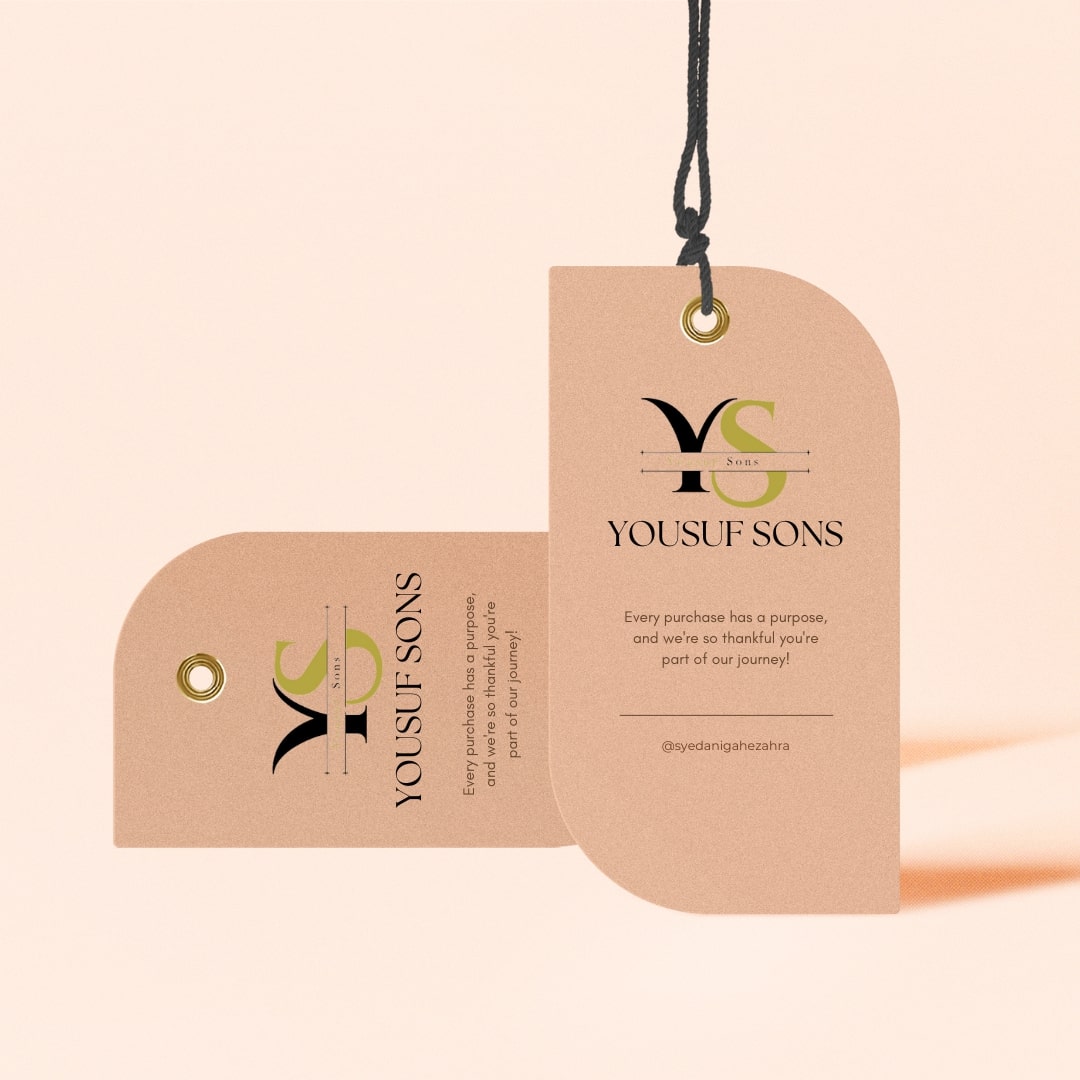 YS
Sons
YOUSUF SONS
Every purchase has a purpose,
and we're so thankful you're
part of our journey!
@syedanigahezahra
YS
Sons
YOUSUF SONS
Every purchase has a purpose,
and we're so thankful you're
part of our journey!